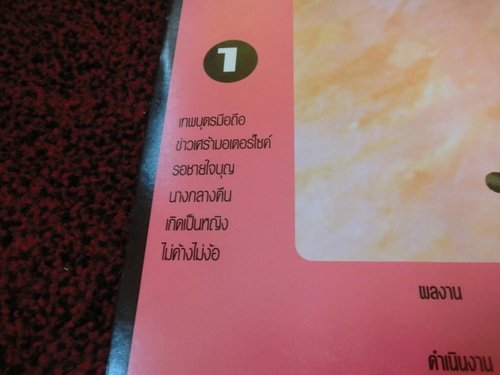 1
เทพบุตรมือถือ
ข่าวเศร้ามอเตอร์ไซค์
รอชายใจบุญ
นางกลางคืน
เกิดเป็นหญิง
ไม่ค้างไม่ง้อ
ผลงาน
ดำเนินงาน